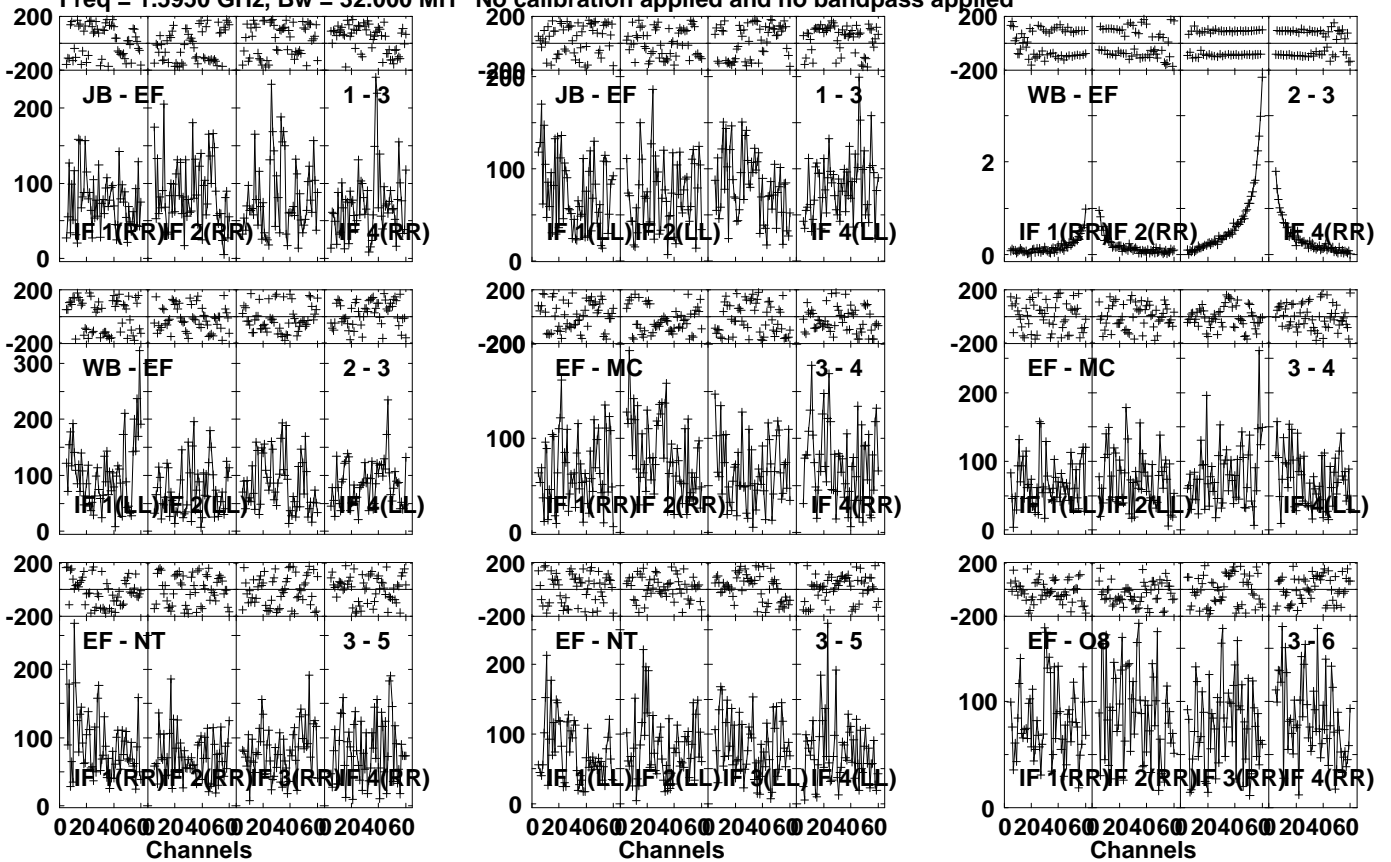 Freq = 1.5950 GHz, Bw = 32.000 MH No calibration applied and no bandpass applied
200
-200
200
100
0
JB - EF
1 - 3
IF 1(RR)
IF 2(RR)
IF 4(RR)
200
-200
100
0
JB - EF
1 - 3
IF 1(LL)
IF 2(LL)
IF 4(LL)
200
-200
2
0
WB - EF
2 - 3
IF 1(RR)
IF 2(RR)
IF 4(RR)
200
-200
300
200
100
0
WB - EF
2 - 3
IF 1(LL)
IF 2(LL)
IF 4(LL)
200
-200
100
0
EF - MC
3 - 4
IF 1(RR)
IF 2(RR)
IF 4(RR)
200
-200
200
100
0
EF - MC
3 - 4
IF 1(LL)
IF 2(LL)
IF 4(LL)
200
-200
200
100
0
EF - NT
3 - 5
IF 1(RR)
IF 2(RR)
IF 3(RR)
IF 4(RR)
0 20 40 60 0 20 40 60 0 20 40 60 0 20 40 60
Channels
200
-200
200
100
0
EF - NT
3 - 5
IF 1(LL)
IF 2(LL)
IF 3(LL)
IF 4(LL)
0 20 40 60 0 20 40 60 0 20 40 60 0 20 40 60
Channels
200
-200
100
0
EF - O8
3 - 6
IF 1(RR)
IF 2(RR)
IF 3(RR)
IF 4(RR)
0 20 40 60 0 20 40 60 0 20 40 60 0 20 40 60
Channels